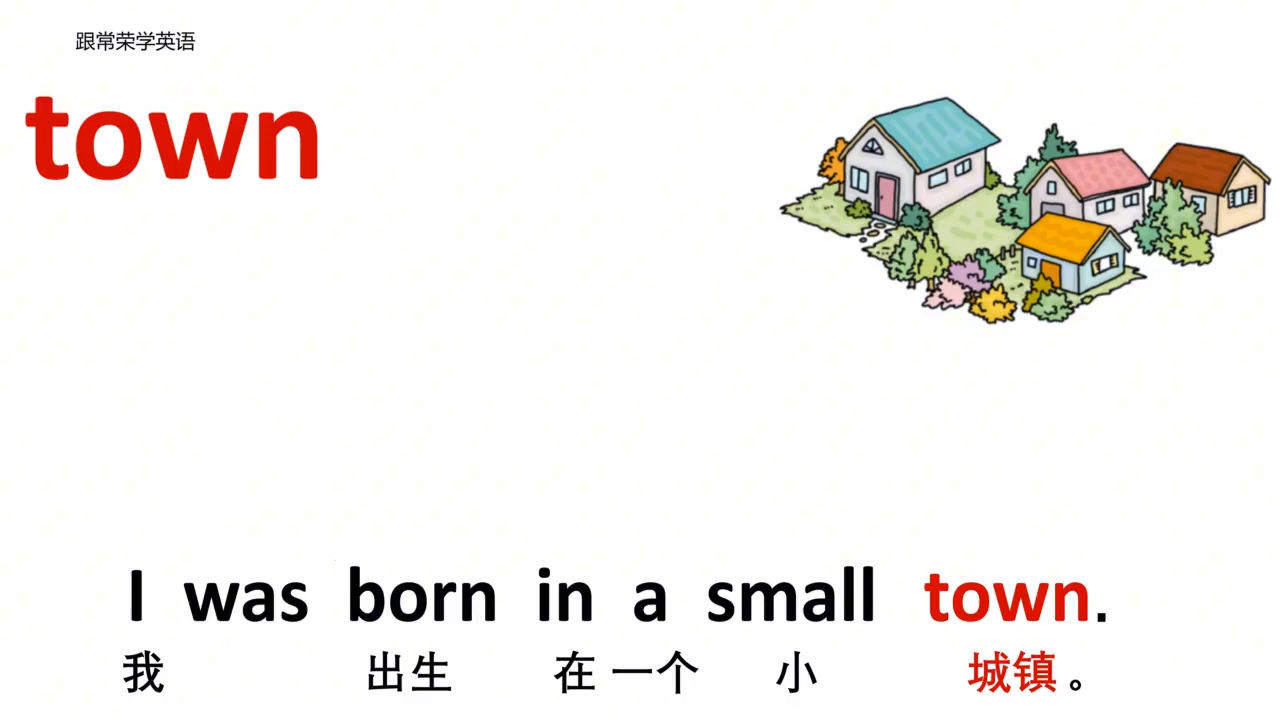 跟常荣学英语
town
I was born in a small town.
我 出生 在 一个 小 城镇。